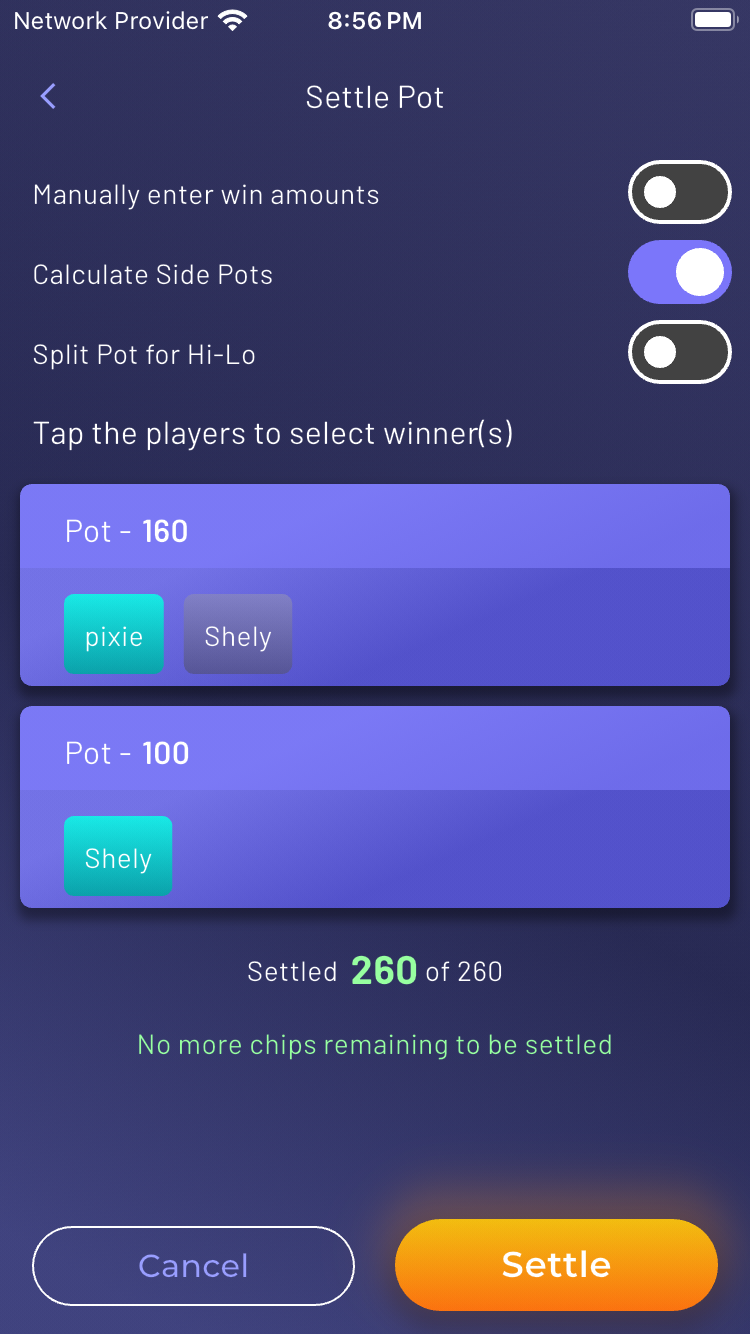 Network Provider 8:56 PM
Settle Pot
Manually enter win amounts
Calculate Side Pots
Split Pot for Hi-Lo
Tap the players to select winner(s)
Pot - 160
pixie Shely
Pot - 100
Shely
Settled 260 of 260
No more chips remaining to be settled
Cancel Settle